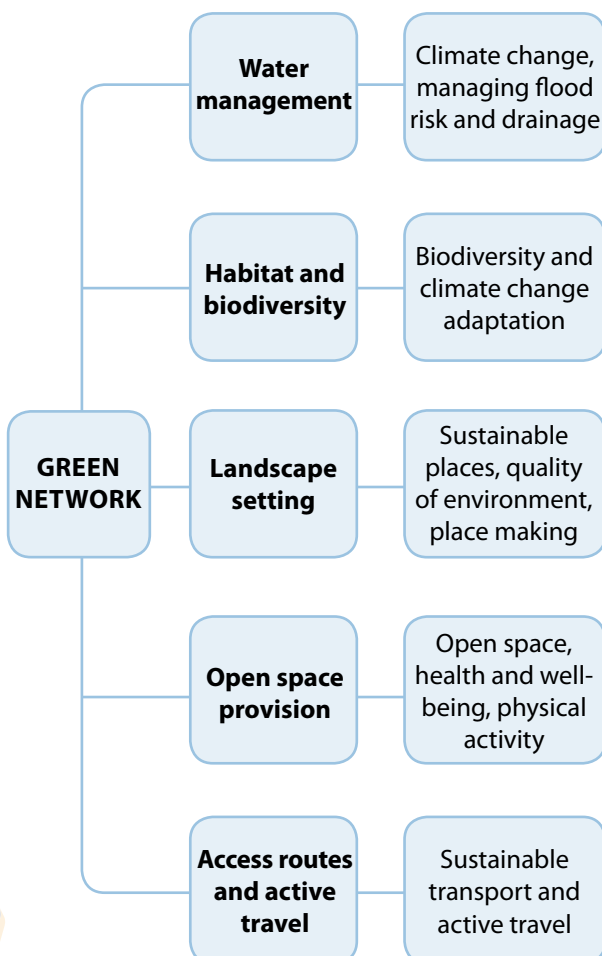 Water
management
Climate change,
managing flood
risk and drainage
Habitat and
biodiversity
Biodiversity and
climate change
adaptation
GREEN
NETWORK
Landscape
setting
Sustainable
places, quality
of environment,
place making
Open space
provision
Open space,
health and well-
being, physical
activity
Access routes
and active
travel
Sustainable
transport and
active travel